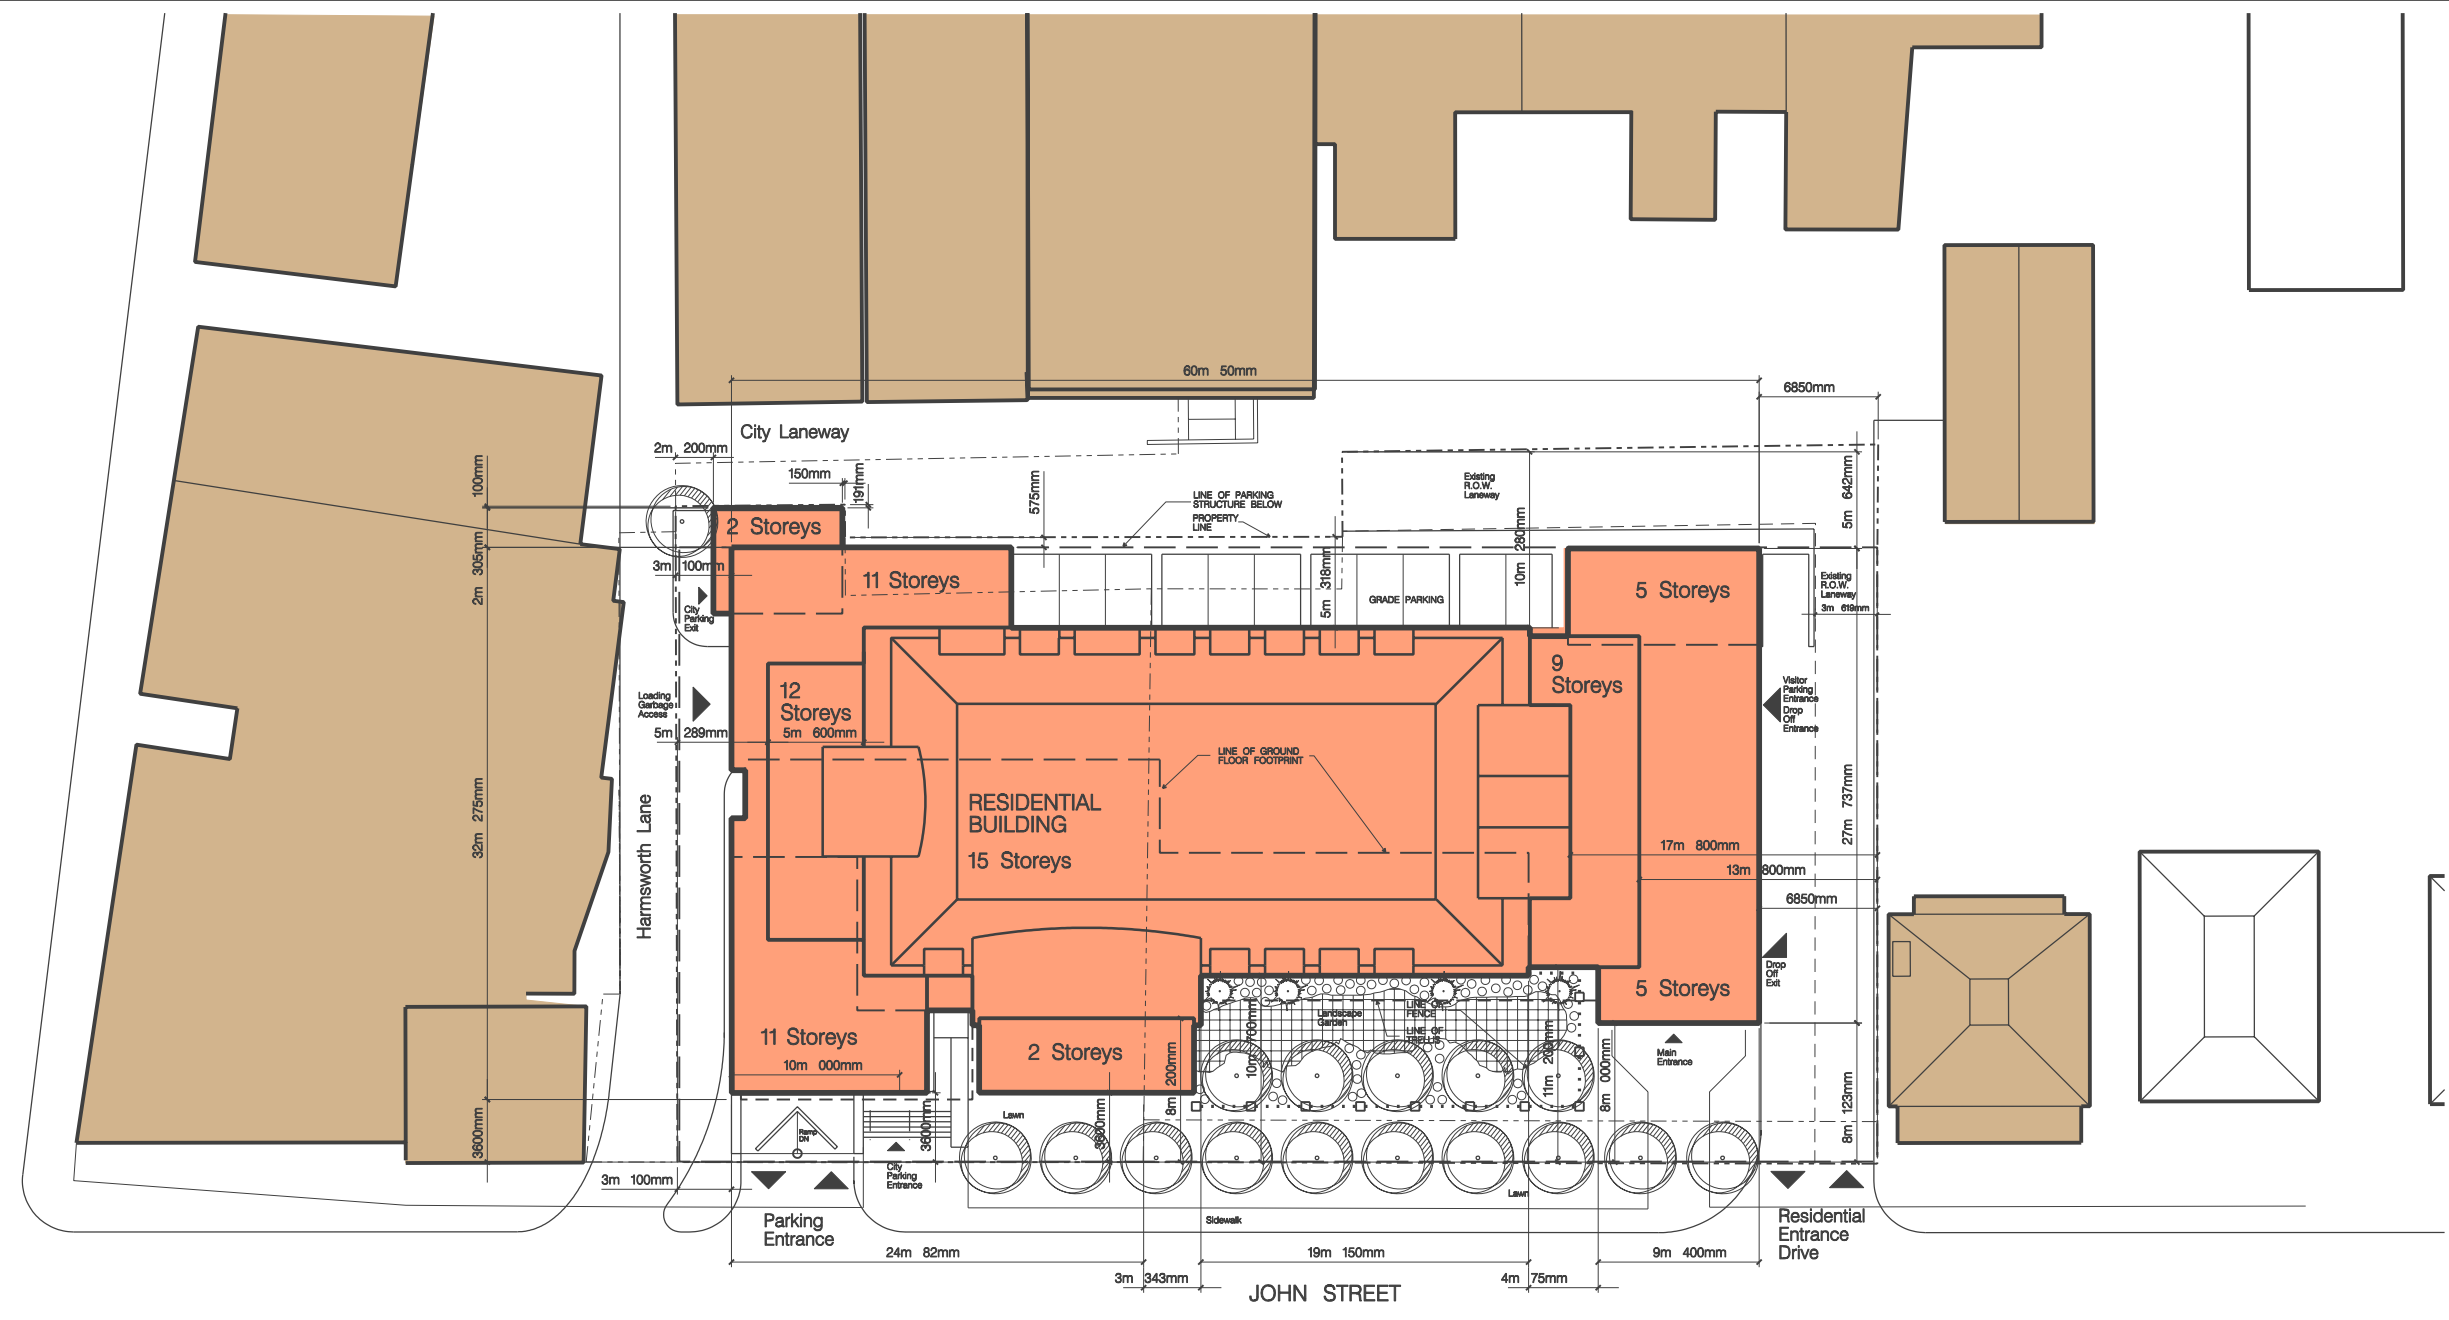 60m 50mm
6850mm
City Laneway
2m 200mm
150mm
191mm
100mm
575mm
LINE OF PARKING
STRUCTURE BELOW
PROPERTY
LINE
Existing
R.O.W.
Laneway
5m 642mm
2 Storeys
2m 305mm
3m 100mm
11 Storeys
5m 318mm
10m 280mm
GRADE PARKING
5 Storeys
Existing
R.O.W.
Laneway
3m 619mm
City
Parking
Exit
9
Storeys
12
Storeys
Loading
Garbage
Access
Visitor
Parking
Entrance
Drop
Off
Entrance
5m 289mm
5m 600mm
LINE OF GROUND
FLOOR FOOTPRINT
RESIDENTIAL
BUILDING
15 Storeys
32m 275mm
Harmsworth Lane
27m 737mm
17m 800mm
13m 800mm
6850mm
Drop
Off
Exit
5 Storeys
LINE OF
FENCE
Landscape
Garden
LINE OF
TRELLIS
10m 700mm
11m 200mm
11 Storeys
10m 000mm
2 Storeys
8m 200mm
8m 000mm
Main
Entrance
3600mm
3600mm
3600mm
8m 123mm
Lawn
Ramp
DN
City
Parking
Entrance
3m 100mm
Lawn
Sidewalk
Parking
Entrance
Residential
Entrance
Drive
24m 82mm
19m 150mm
9m 400mm
3m 343mm
4m 75mm
JOHN STREET